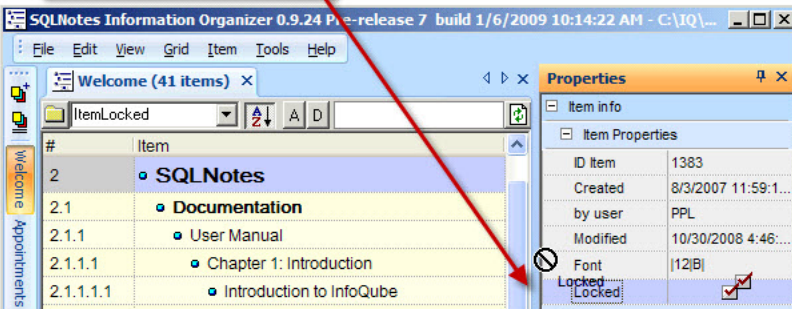 SQLNotes Information Organizer 0.9.24 Pre-release 7 build 1/6/2009 10:14:22 AM - C:\IQ\...
File Edit View Grid Item Tools Help
Welcome (41 items)
ItemLocked
A D
# Item
2 SQLNotes
2.1 Documentation
2.1.1 User Manual
2.1.1.1 Chapter 1: Introduction
2.1.1.1.1 Introduction to InfoQube
Welcome
Appointments
Properties
Item info
Item Properties
ID Item 1383
Created 8/3/2007 11:59:1...
by user PPL
Modified 10/30/2008 4:46:...
Font |12|B|
Locked
Locked